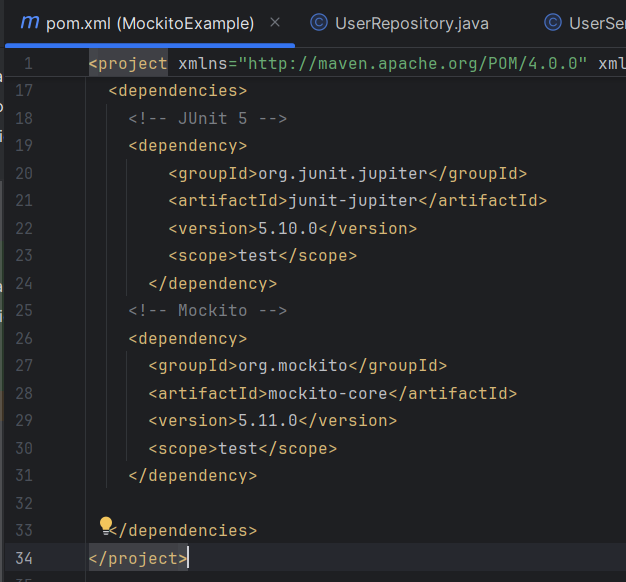 m pom.xml (MockitoExample) × © UserRepository.java © UserSer
1 <project xmlns="http://maven.apache.org/POM/4.0.0" xml
17 <dependencies>
18 <!-- JUnit 5 -->
19 <dependency>
20 <groupId>org.junit.jupiter</groupId>
21 <artifactId>junit-jupiter</artifactId>
22 <version>5.10.0</version>
23 <scope>test</scope>
24 </dependency>
25 <!-- Mockito -->
26 <dependency>
27 <groupId>org.mockito</groupId>
28 <artifactId>mockito-core</artifactId>
29 <version>5.11.0</version>
30 <scope>test</scope>
31 </dependency>
32
33 </dependencies>
34 </project>